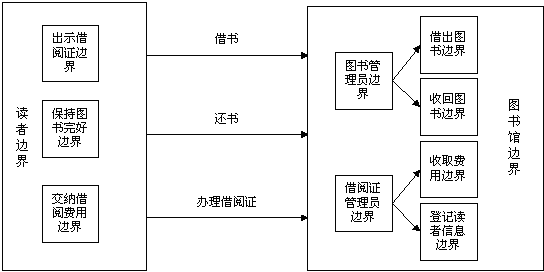 读
者
边
界
出示借
阅证边
界
保持图
书完好
边界
交纳借
阅费用
边界
借书
还书
办理借阅证
图书管
理员边
界
借阅证
管理员
边界
借出图
书边界
收回图
书边界
收取费
用边界
登记读
者信息
边界
图
书
馆
边
界